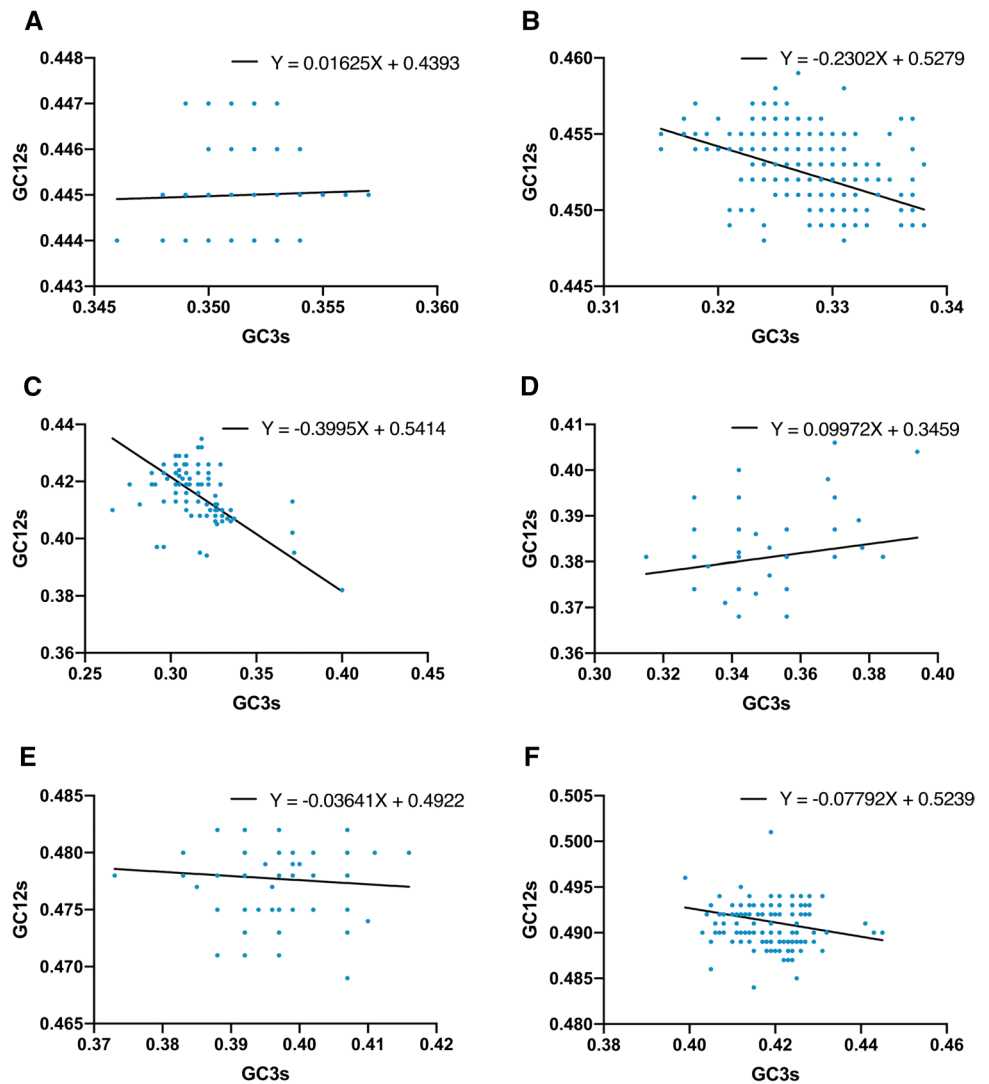 A
Y = 0.01625X + 0.4393
0.448
0.447
0.446
0.445
0.444
0.443
GC12s
0.345 0.350 0.355 0.360
GC3s
B
Y = -0.2302X + 0.5279
0.460
0.455
0.450
0.445
GC12s
0.31 0.32 0.33 0.34
GC3s
C
Y = -0.3995X + 0.5414
0.44
0.42
0.40
0.38
0.36
GC12s
0.25 0.30 0.35 0.40 0.45
GC3s
D
Y = 0.09972X + 0.3459
0.41
0.40
0.39
0.38
0.37
0.36
GC12s
0.30 0.32 0.34 0.36 0.38 0.40
GC3s
E
Y = -0.03641X + 0.4922
0.485
0.480
0.475
0.470
0.465
GC12s
0.37 0.38 0.39 0.40 0.41 0.42
GC3s
F
Y = -0.07792X + 0.5239
0.505
0.500
0.495
0.490
0.485
0.480
GC12s
0.38 0.40 0.42 0.44 0.46
GC3s